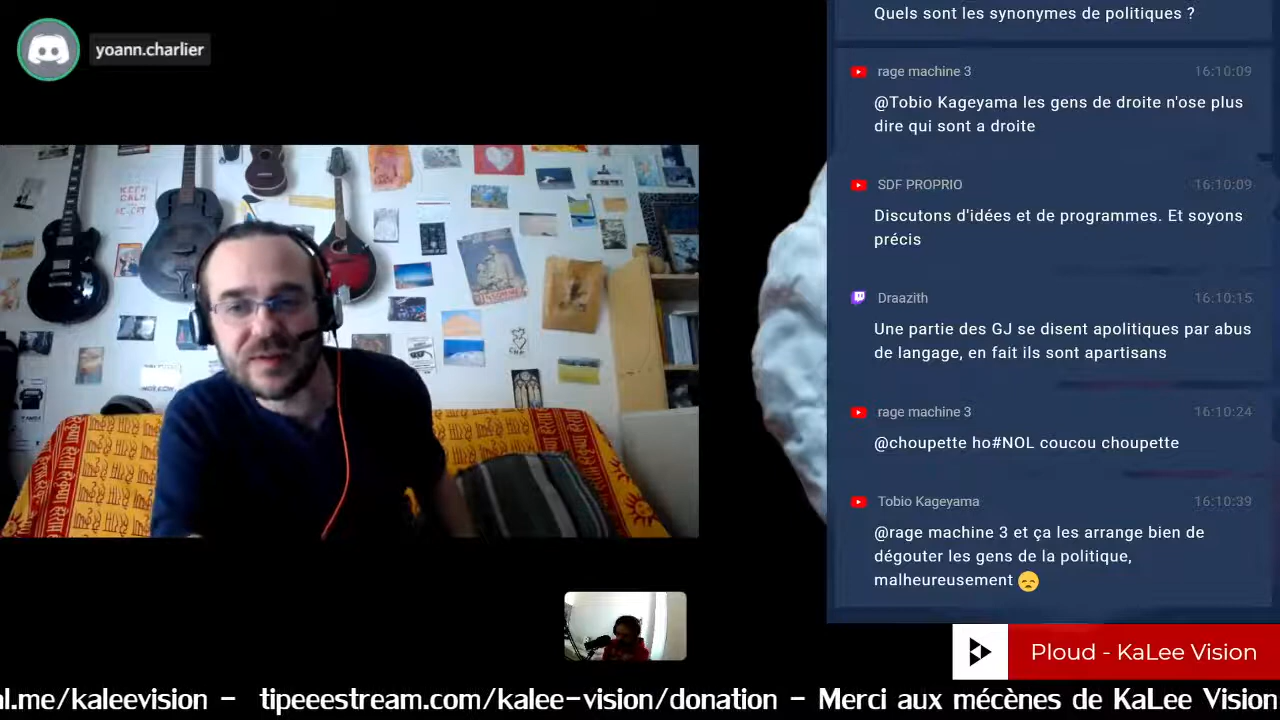 yoann.charlier
KEEP
CALM
Quels sont les synonymes de politiques ?
rage machine 3
16:10:09
@Tobio Kageyama les gens de droite n'ose plus
dire qui sont a droite
SDF PROPRIO
16:10:09
Discutons d'idées et de programmes. Et soyons
précis
Draazith
16:10:15
Une partie des GJ se disent apolitiques par abus
de langage, en fait ils sont apartisans
rage machine 3
16:10:24
@choupette ho#NOL coucou choupette
Tobio Kageyama
16:10:39
@rage machine 3 et ça les arrange bien de
dégouter les gens de la politique,
malheureusement 😞
Ploud - KaLee Vision
al.me/kaleevision - tipeeestream.com/kalee-vision/donation - Merci aux mécènes de KaLee Vision